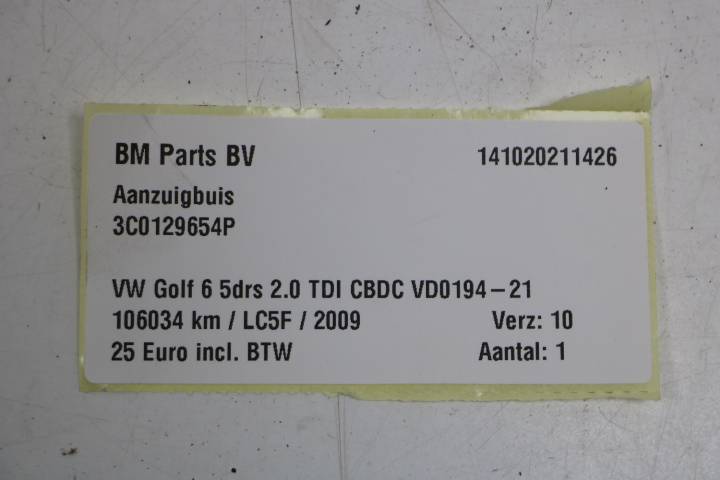 BM Parts BV 141020211426
Aanzuigbuis
3C0129654P
VW Golf 6 5drs 2.0 TDI CBDC VD0194-21
106034 km / LC5F / 2009 Verz: 10
25 Euro incl. BTW Aantal: 1